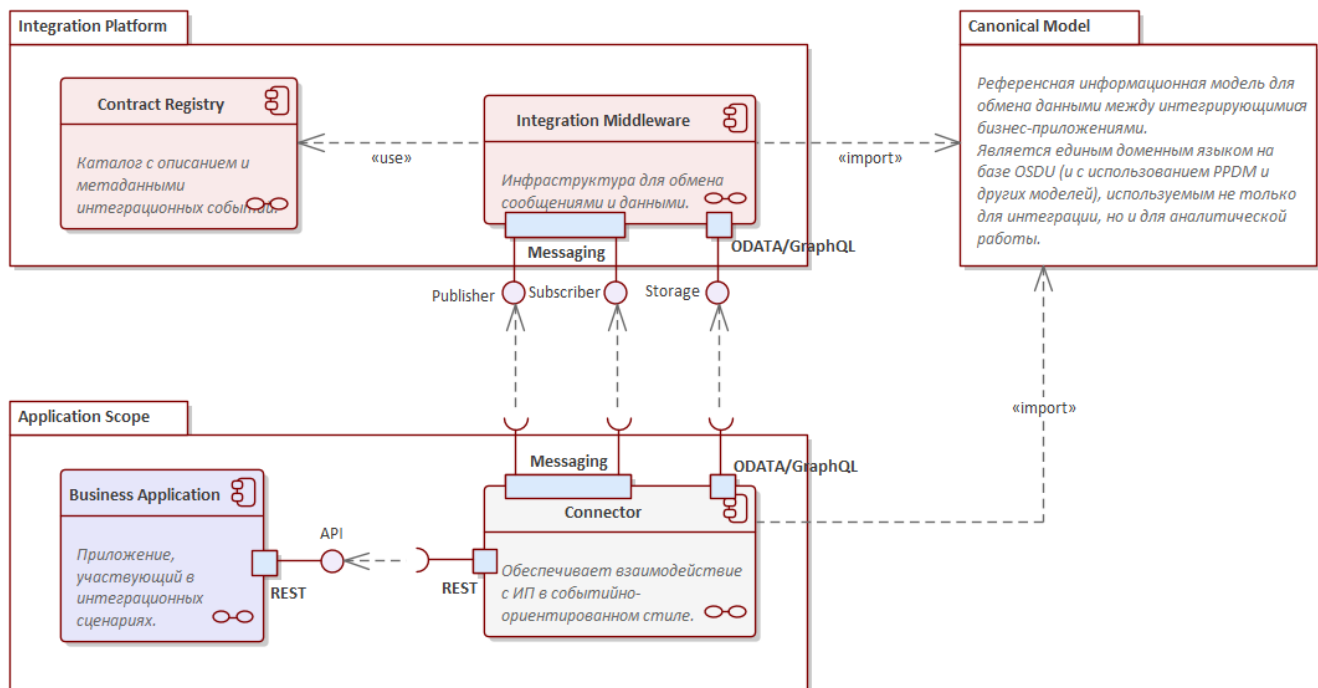 Integration Platform
Canonical Model
Contract Registry
Каталог с описанием и
метаданными
интеграционных событий.
«use»
Integration Middleware
Инфраструктура для обмена
сообщениями и данными.
«import»
Референсная информационная модель для
обмена данными между интегрирующимися
бизнес-приложениями.
Является единым доменным языком на
базе OSDU (и с использованием PPDM и
других моделей), используемым не только
для интеграции, но и для аналитической
работы.
Messaging
ODATA/GraphQL
Publisher
Subscriber
Storage
«import»
Application Scope
Messaging
ODATA/GraphQL
Business Application
Приложение,
участвующий в
интеграционных
сценариях.
API
REST
REST
Connector
Обеспечивает взаимодействие
с ИП в событийно-
ориентированном стиле.